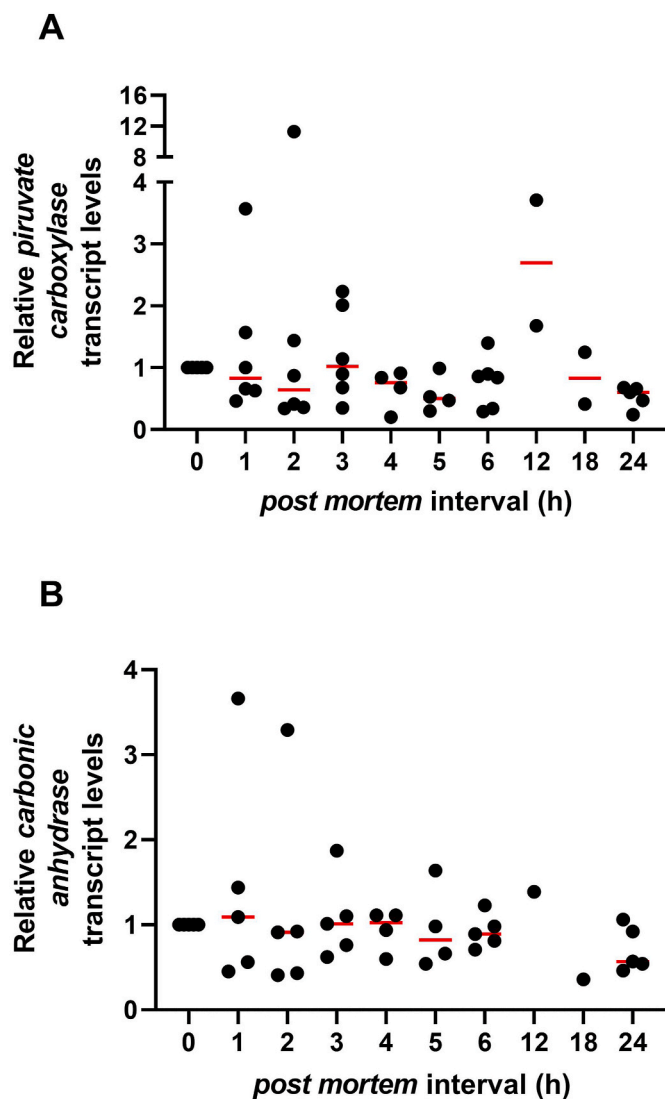 A
Relative piruvate
carboxylase
transcript levels
16
12
8
4
3
2
1
0
0 1 2 3 4 5 6 12 18 24
post mortem interval (h)
B
Relative carbonic
anhydrase
transcript levels
4
3
2
1
0
0 1 2 3 4 5 6 12 18 24
post mortem interval (h)